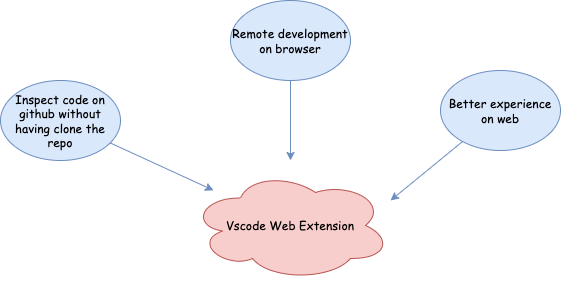 Remote development
on browser
Inspect code on
github without
having clone the
repo
Better experience
on web
Vscode Web Extension